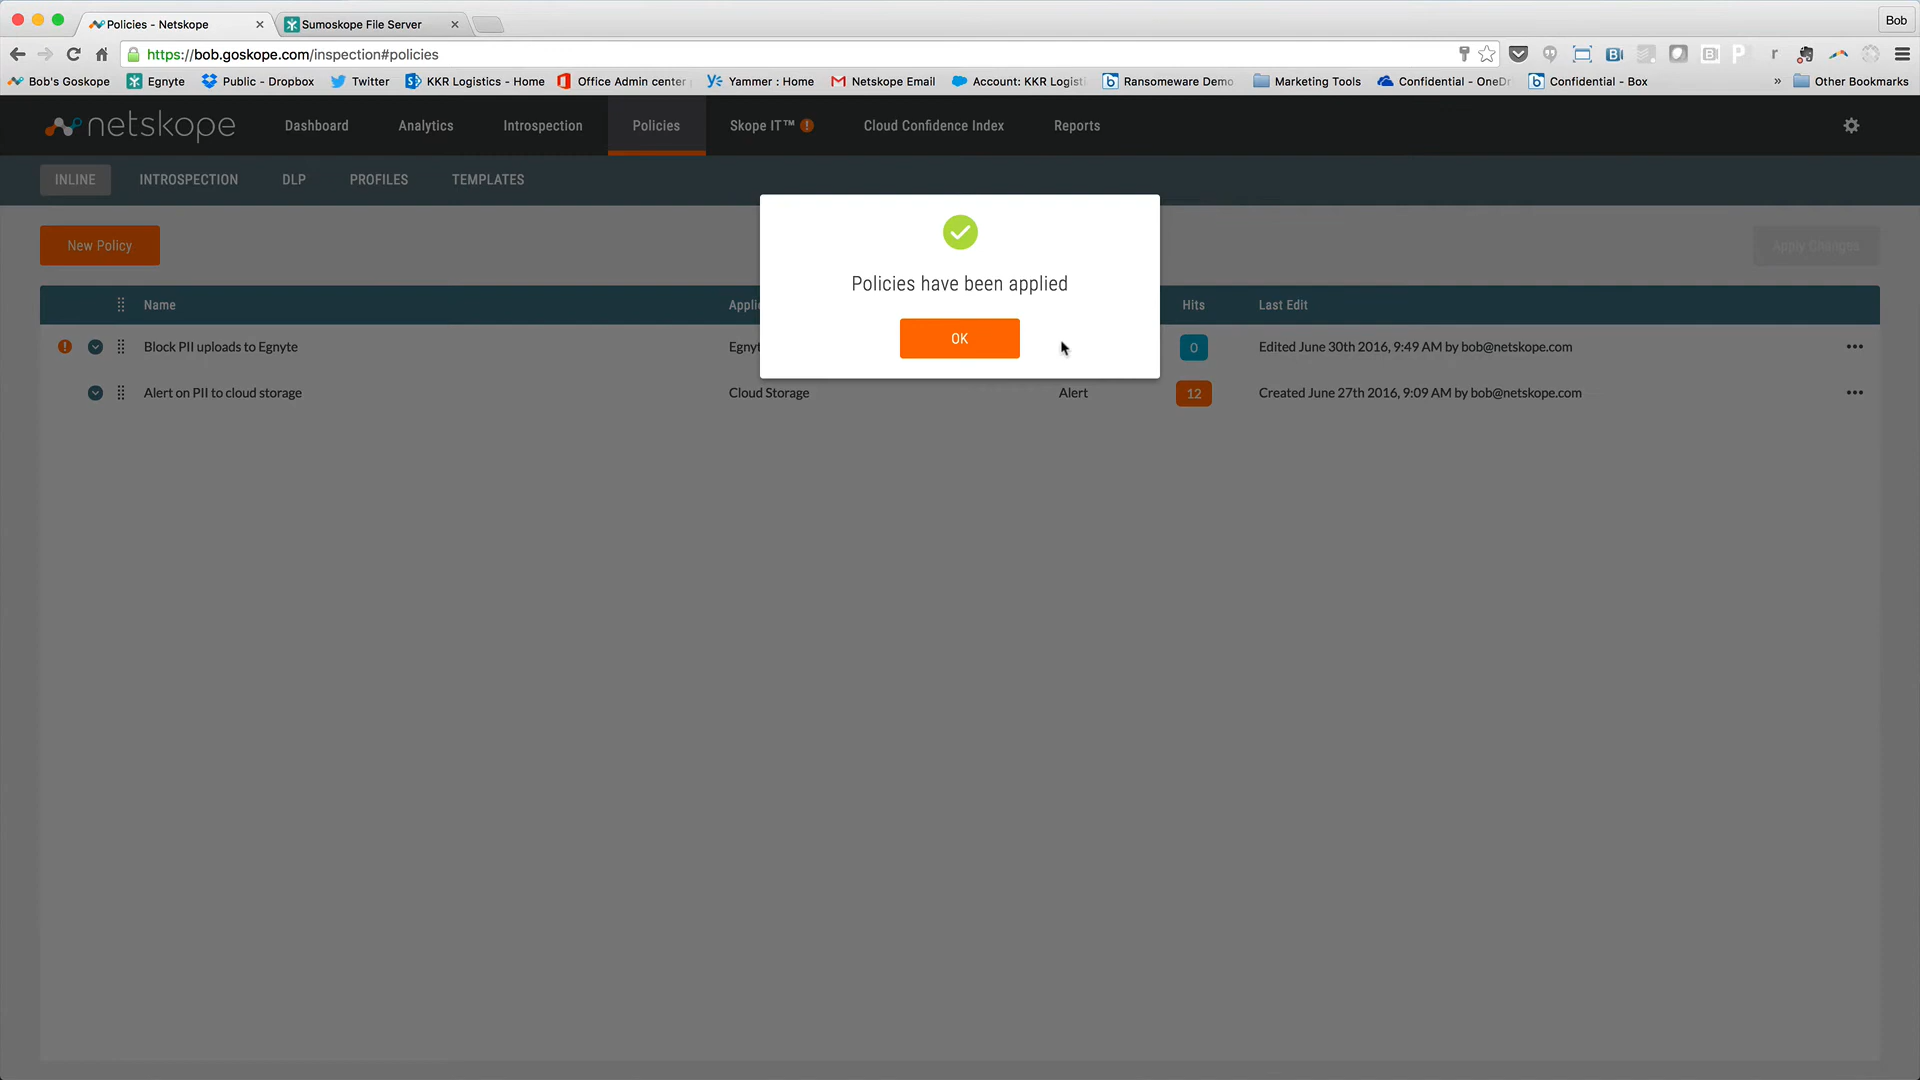 Policies - Netskope
Sumoskope File Server
Bob
https://bob.goskope.com/inspection#policies
Bob's Goskope
Egnyte
Public - Dropbox
Twitter
KKR Logistics - Home
Office Admin center
Yammer : Home
Netskope Email
Account: KKR Logisti
Ransomeware Demo
Marketing Tools
Confidential - OneDr
Confidential - Box
» Other Bookmarks
netskope
Dashboard
Analytics
Introspection
Policies
Skope IT™
Cloud Confidence Index
Reports
INLINE
INTROSPECTION
DLP
PROFILES
TEMPLATES
New Policy
Apply Changes
Policies have been applied
OK
Name
Appli
Hits
Last Edit
Block PII uploads to Egnyte
Egnyt
0
Edited June 30th 2016, 9:49 AM by bob@netskope.com
Alert on PII to cloud storage
Cloud Storage
Alert
12
Created June 27th 2016, 9:09 AM by bob@netskope.com